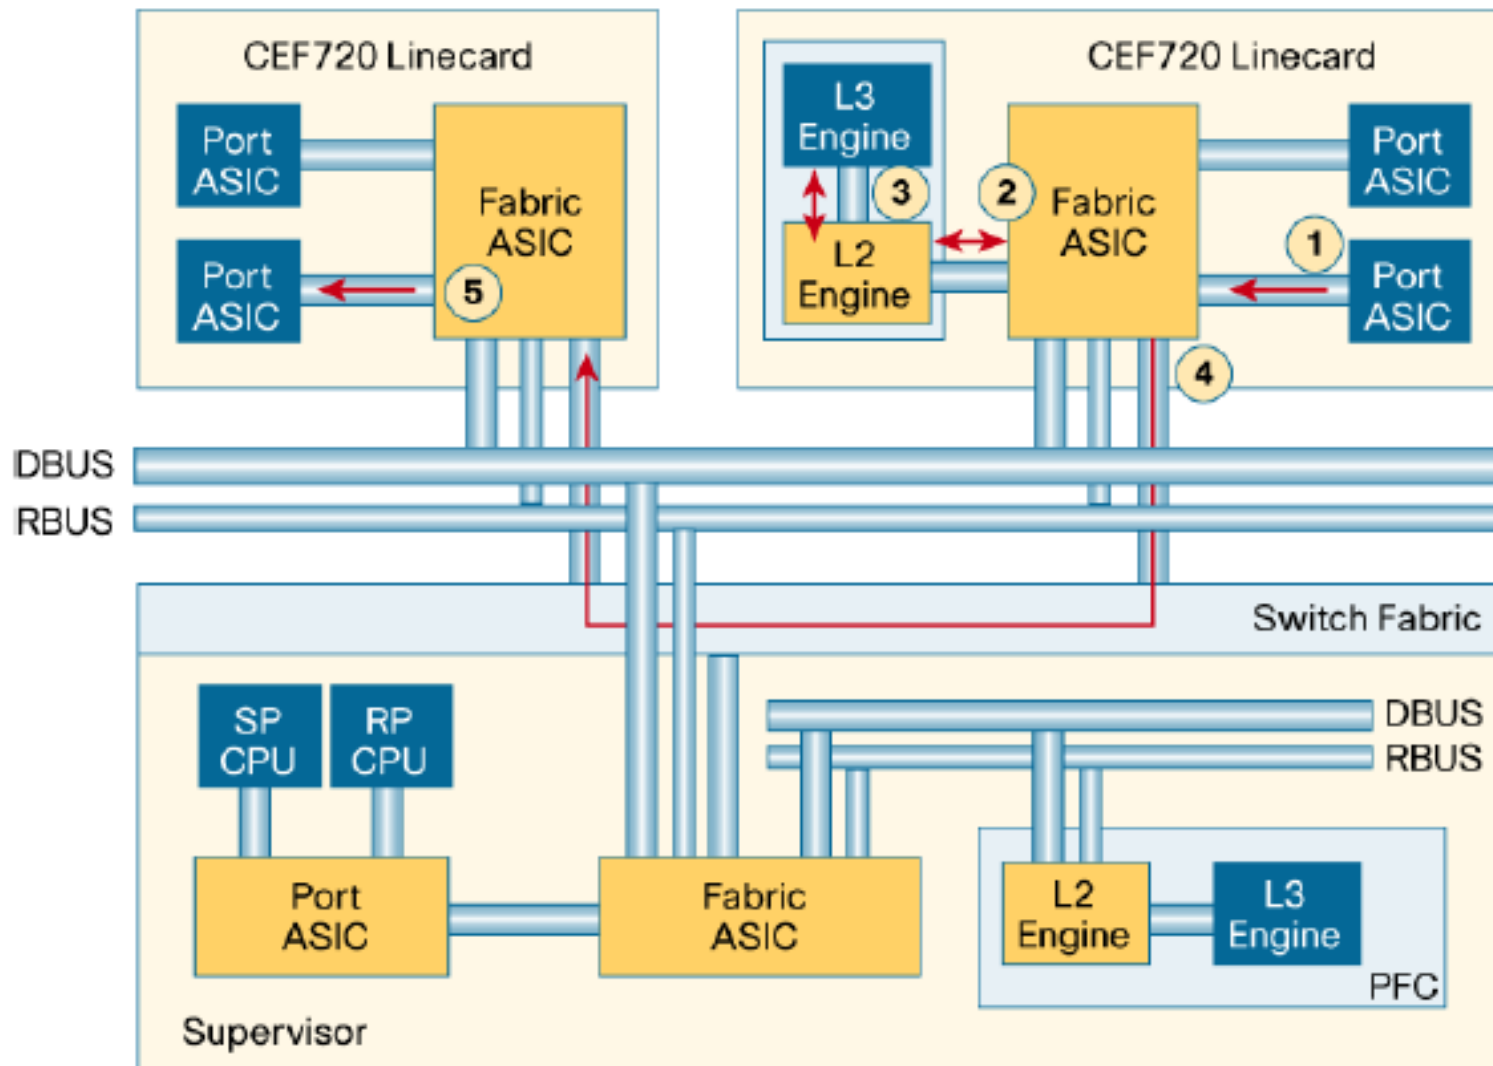 CEF720 Linecard
Port
ASIC
Fabric
ASIC
Port
ASIC
5
CEF720 Linecard
L3
Engine
3
2
L2
Engine
Fabric
ASIC
Port
ASIC
1
Port
ASIC
4
DBUS
RBUS
Switch Fabric
SP
CPU
RP
CPU
DBUS
RBUS
Port
ASIC
Fabric
ASIC
L2
Engine
L3
Engine
PFC
Supervisor